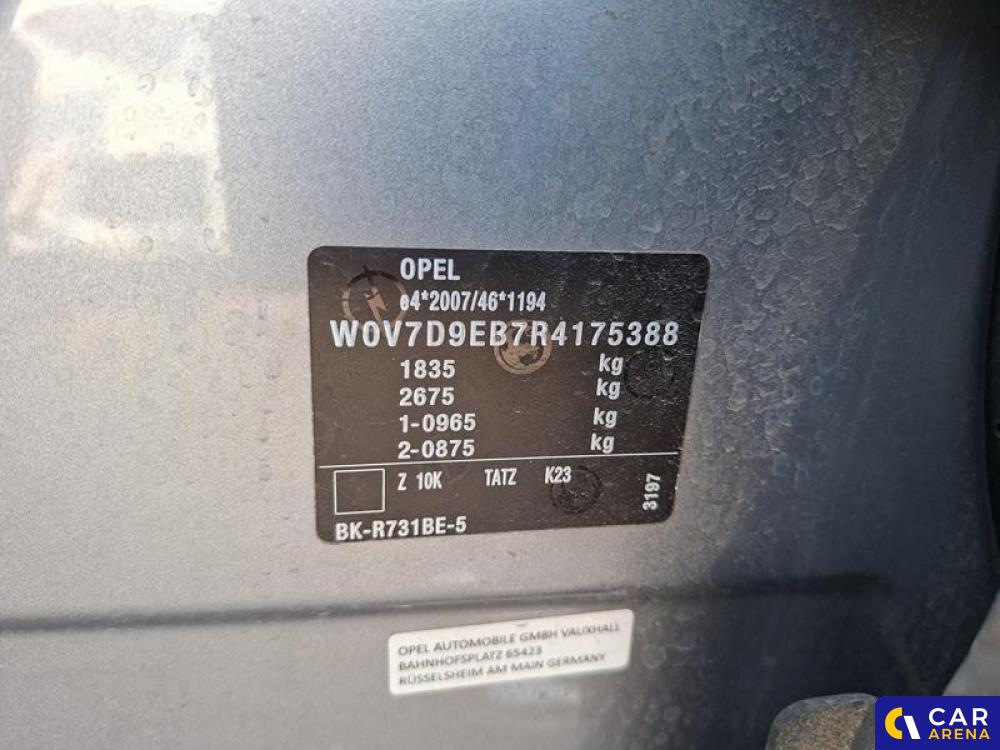 OPEL
e4*2007/46*1194
W0V7D9EB7R4175388
1835 kg
2675 kg
1-0965 kg
2-0875 kg
Z 10K TATZ K23
3197
BK-R731BE-5
OPEL AUTOMOBILE GMBH VAUXHALL
BAHNHOFSPLATZ 65423
RÜSSELSHEIM AM MAIN GERMANY
CAR
ARENA